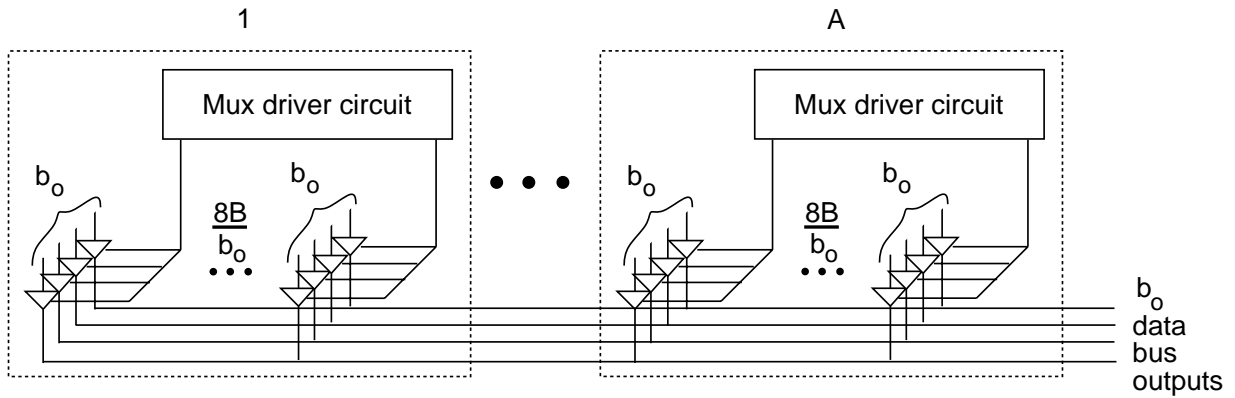 1
A
Mux driver circuit
Mux driver circuit
b_o
b_o
b_o
b_o
8B
b_o
8B
b_o
b_o
data
bus
outputs